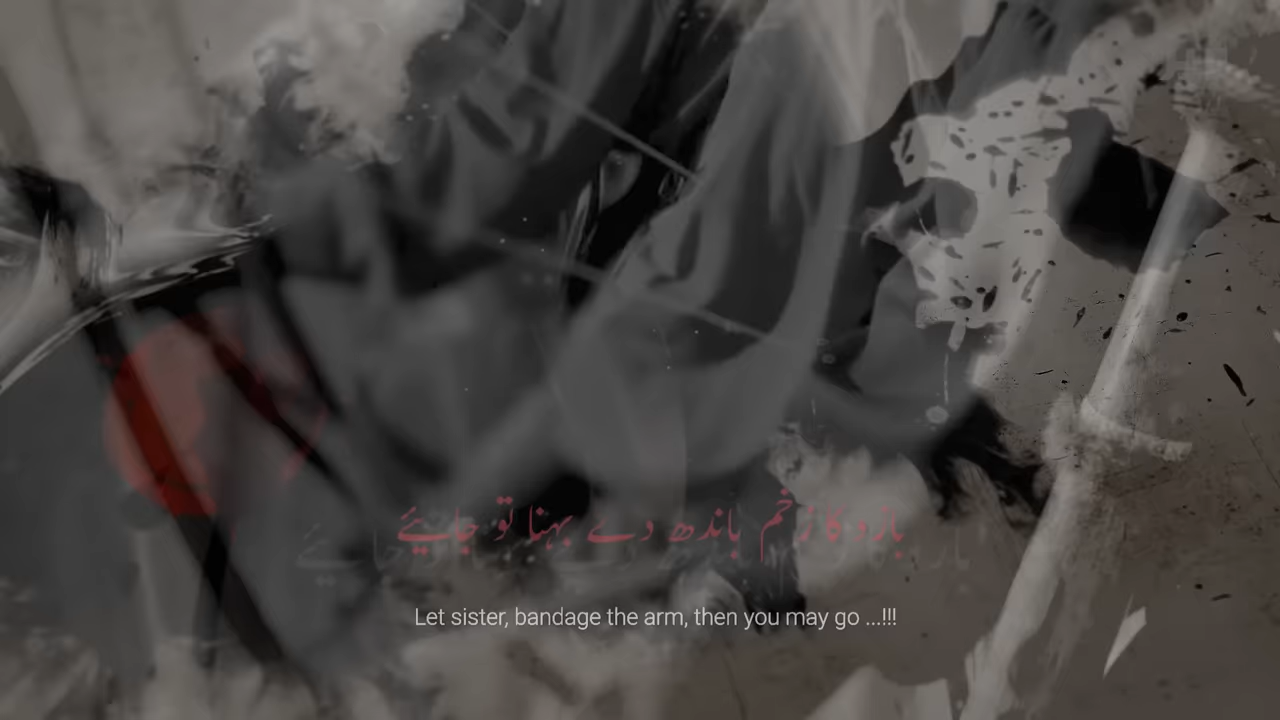 بازو کا زخم باندھ دے بہنا تو جایئے
Let sister, bandage the arm, then you may go ...!!!